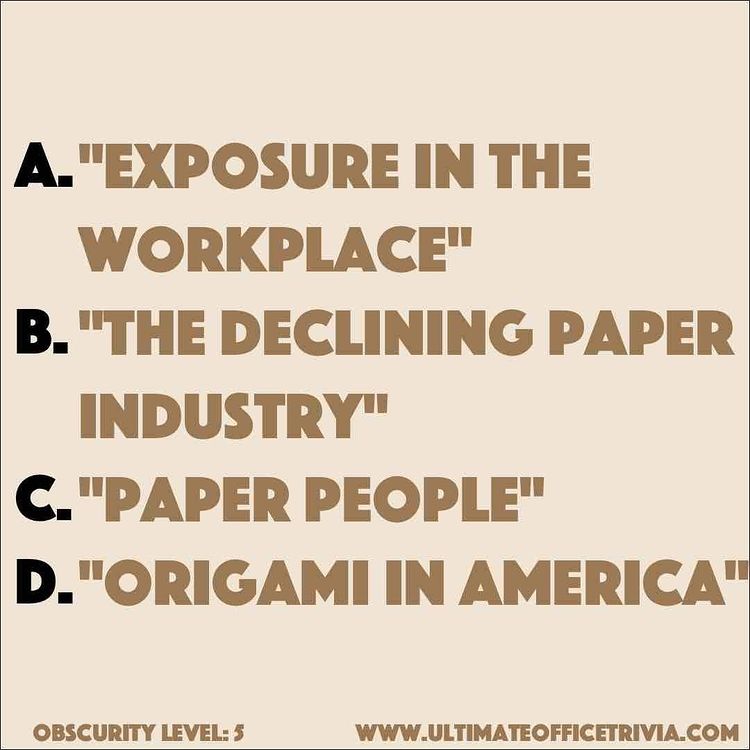 A. "EXPOSURE IN THE
WORKPLACE"
B. "THE DECLINING PAPER
INDUSTRY"
C. "PAPER PEOPLE"
D. "ORIGAMI IN AMERICA"
OBSCURITY LEVEL: 5
WWW.ULTIMATEOFFICETRIVIA.COM